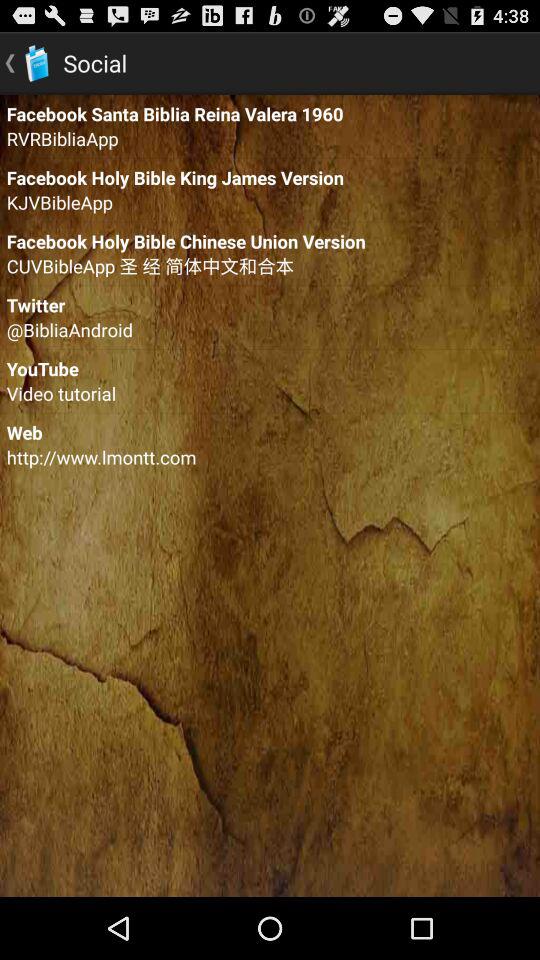 4:38
Social
Facebook Santa Biblia Reina Valera 1960
RVRBibliaApp
Facebook Holy Bible King James Version
KJVBibleApp
Facebook Holy Bible Chinese Union Version
CUVBibleApp 圣 经 简体中文和合本
Twitter
@BibliaAndroid
YouTube
Video tutorial
Web
http://www.lmontt.com